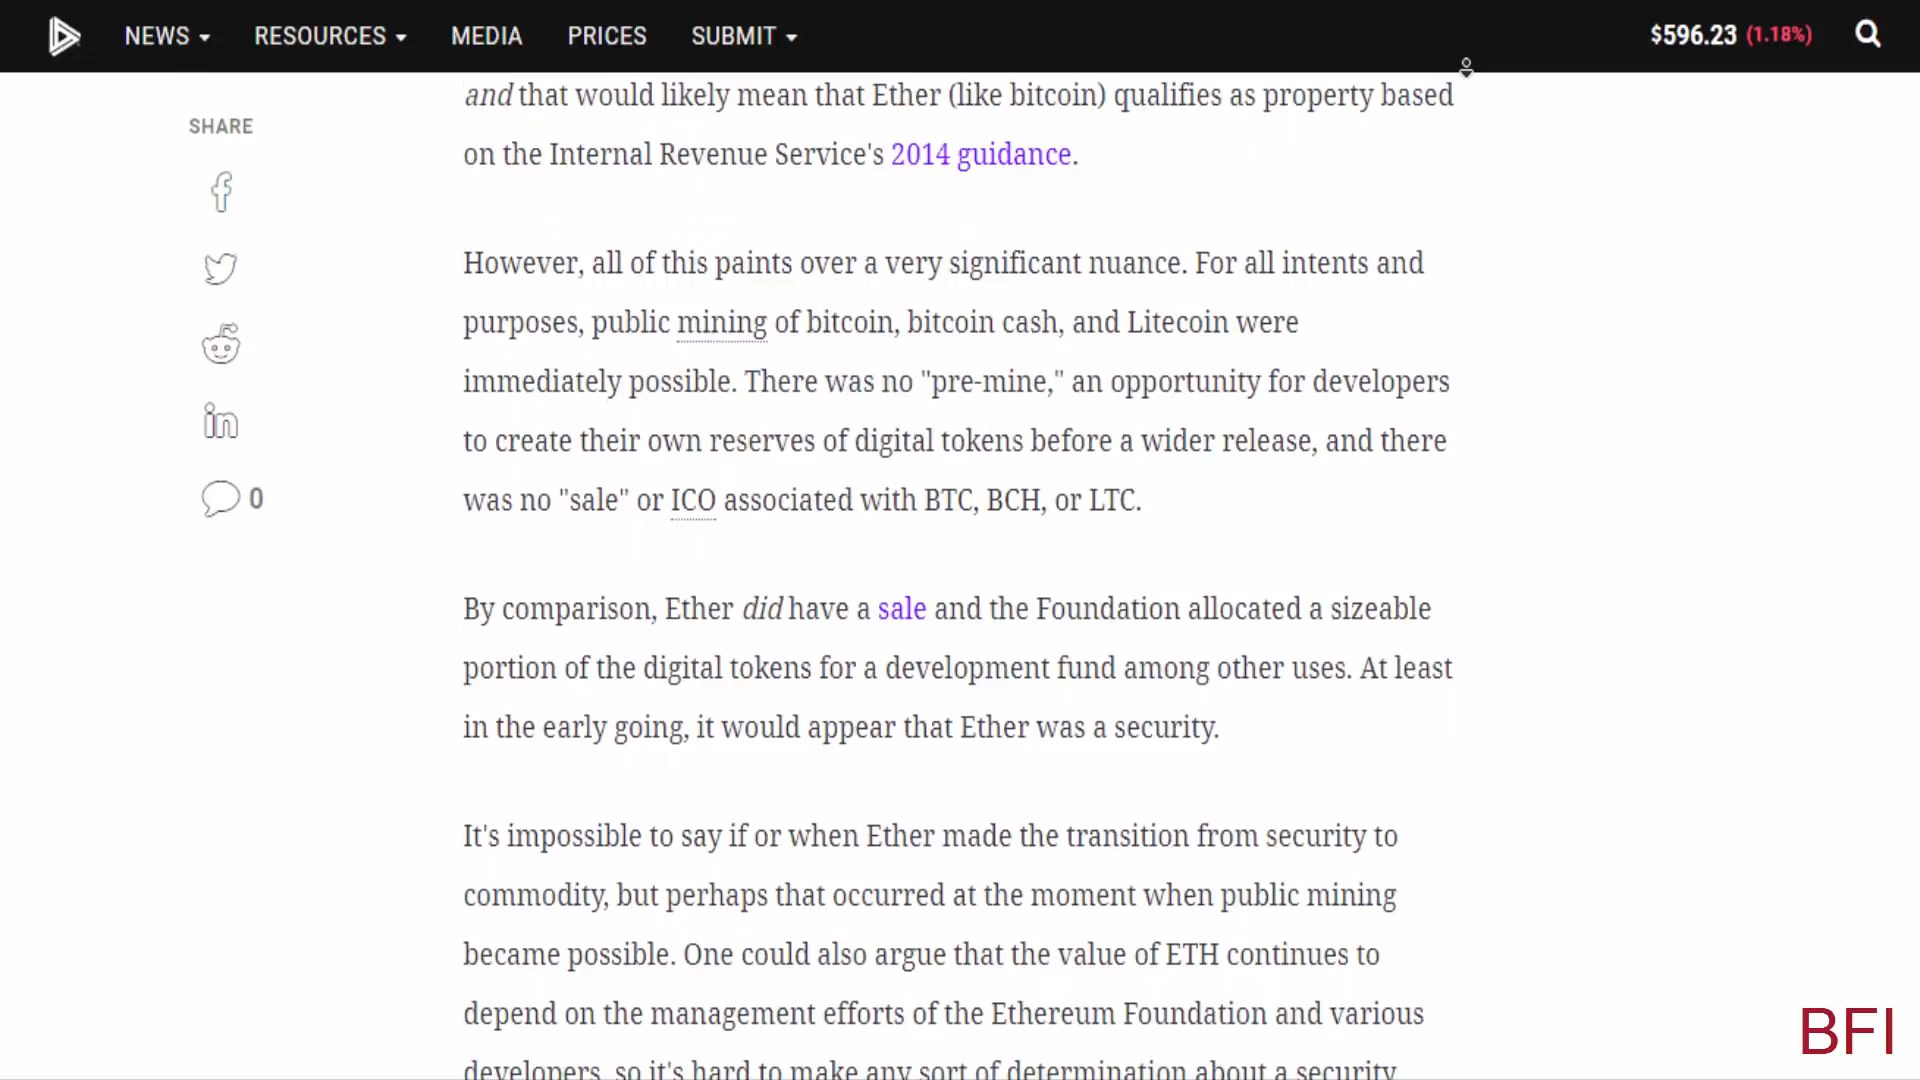 NEWS RESOURCES MEDIA PRICES SUBMIT $596.23 (1.18%)
and that would likely mean that Ether (like bitcoin) qualifies as property based
SHARE
on the Internal Revenue Service's 2014 guidance.
However, all of this paints over a very significant nuance. For all intents and
purposes, public mining of bitcoin, bitcoin cash, and Litecoin were
immediately possible. There was no "pre-mine," an opportunity for developers
to create their own reserves of digital tokens before a wider release, and there
was no "sale" or ICO associated with BTC, BCH, or LTC.
0
By comparison, Ether did have a sale and the Foundation allocated a sizeable
portion of the digital tokens for a development fund among other uses. At least
in the early going, it would appear that Ether was a security.
It's impossible to say if or when Ether made the transition from security to
commodity, but perhaps that occurred at the moment when public mining
became possible. One could also argue that the value of ETH continues to
depend on the management efforts of the Ethereum Foundation and various
developers, so it's hard to make any sort of determination about a security
BFI